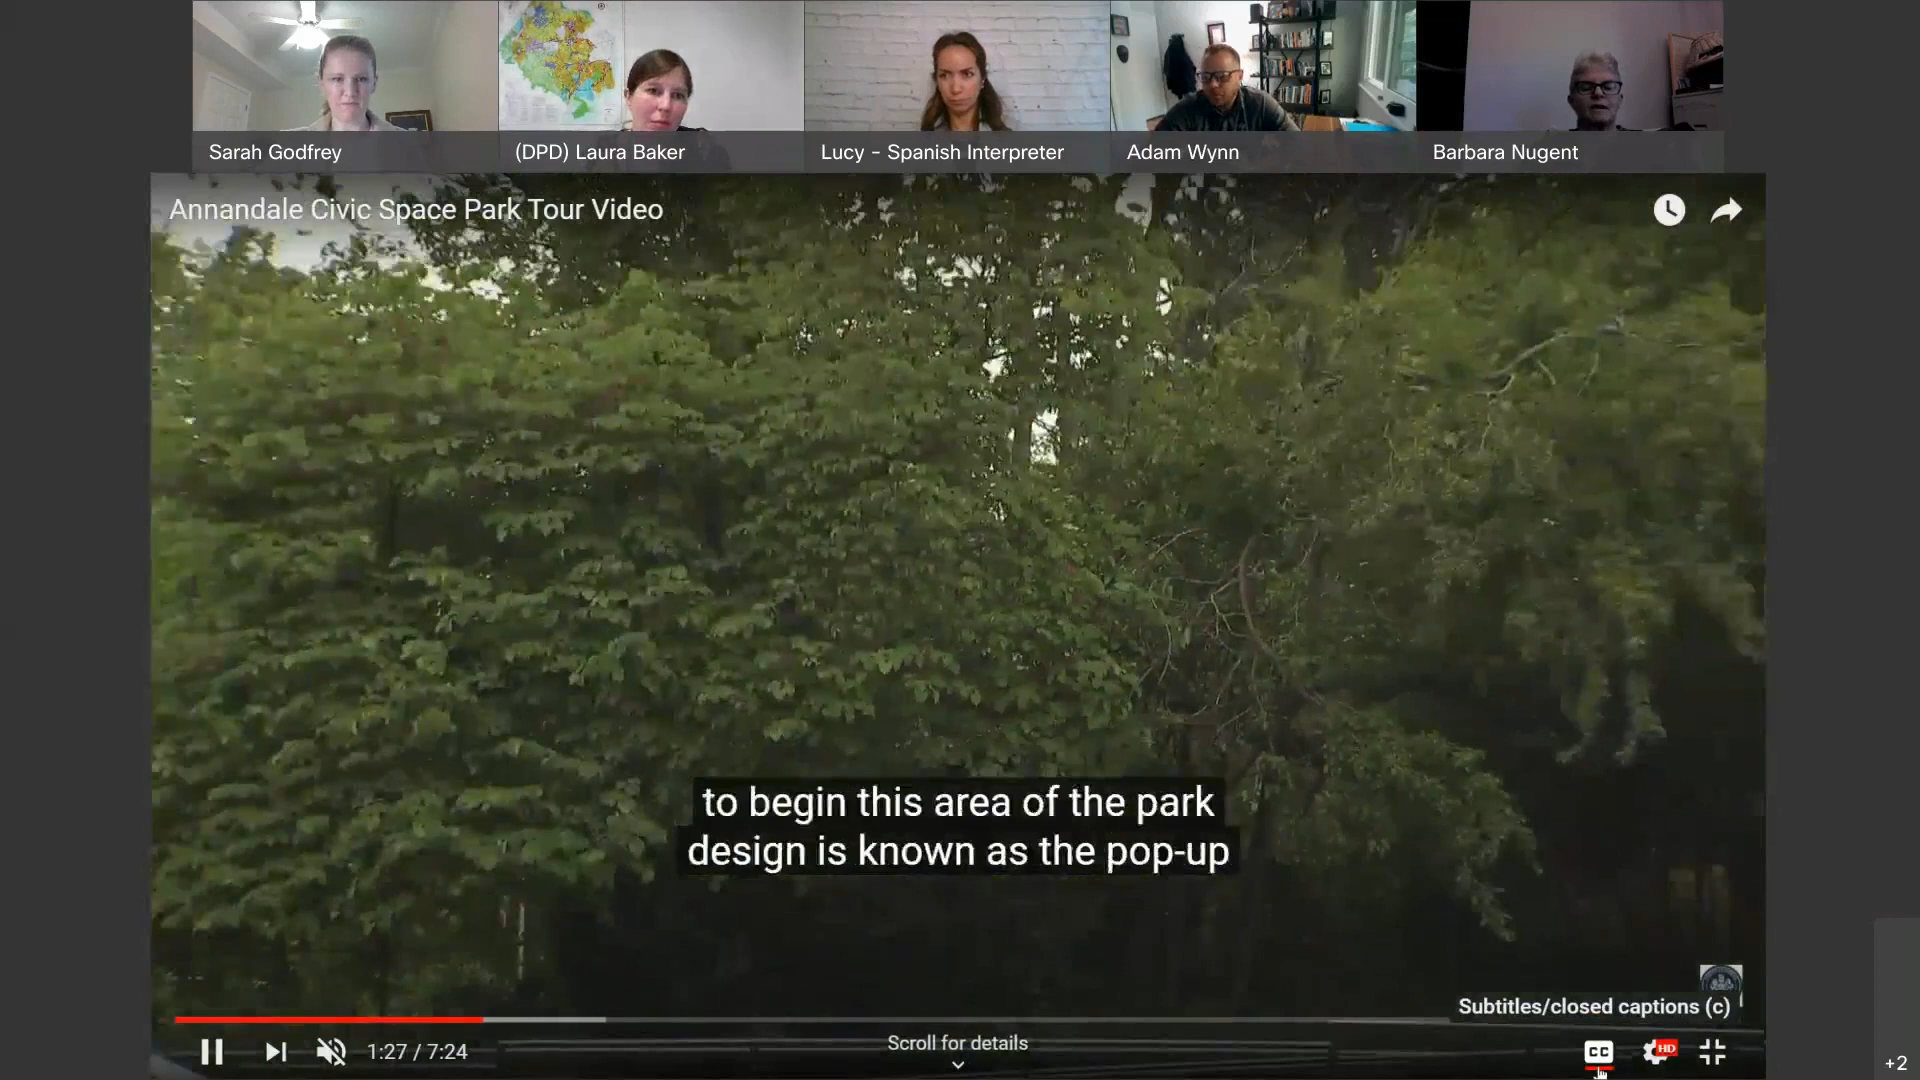 Sarah Godfrey
(DPD) Laura Baker
Lucy - Spanish Interpreter
Adam Wynn
Barbara Nugent
Annandale Civic Space Park Tour Video
to begin this area of the park
design is known as the pop-up
Subtitles/closed captions (c)
1:27 / 7:24
Scroll for details
CC
HD
+2